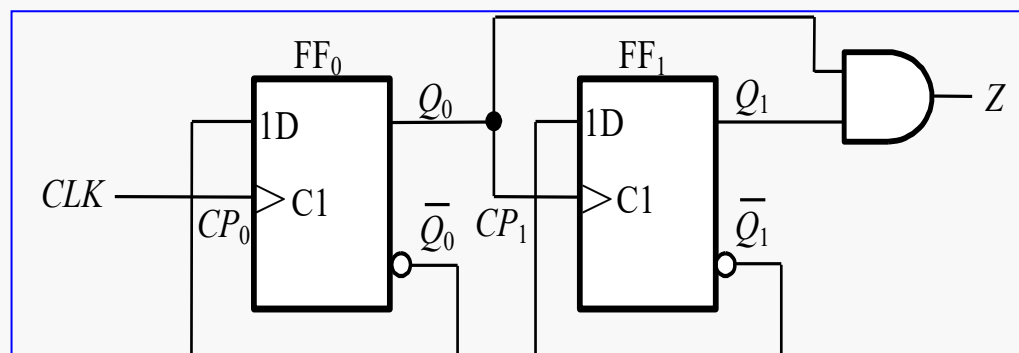 FF₀ FF₁
Q₀ Q₁ Z
1D 1D
CLK C1 C1
CP₀ Q̅₀ CP₁ Q̅₁